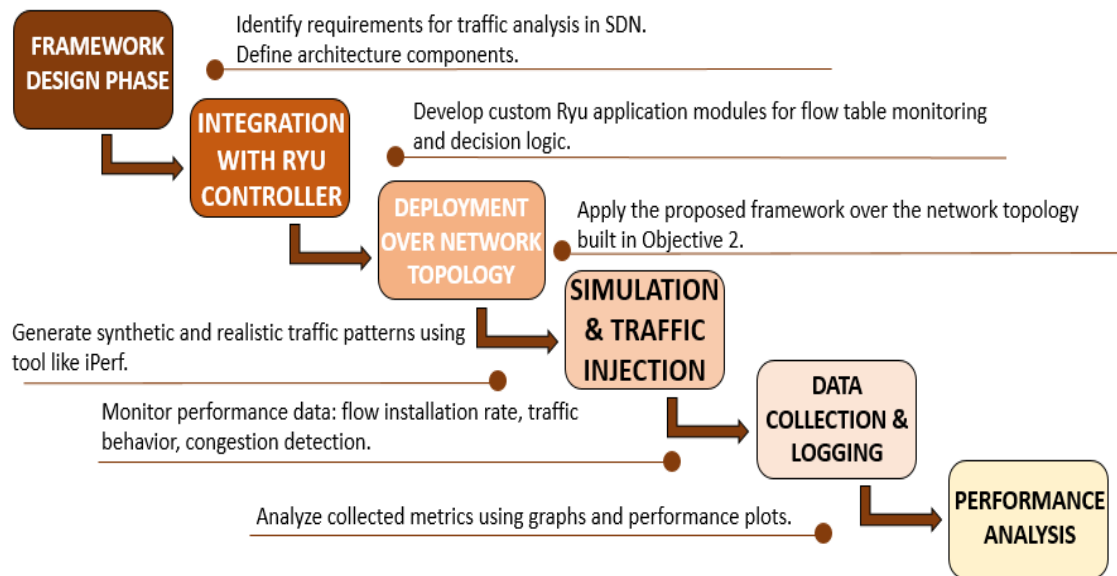 FRAMEWORK
DESIGN PHASE
Identify requirements for traffic analysis in SDN.
Define architecture components.
INTEGRATION
WITH RYU
CONTROLLER
Develop custom Ryu application modules for flow table monitoring
and decision logic.
DEPLOYMENT
OVER NETWORK
TOPOLOGY
Apply the proposed framework over the network topology
built in Objective 2.
SIMULATION
& TRAFFIC
INJECTION
Generate synthetic and realistic traffic patterns using
tool like iPerf.
DATA
COLLECTION &
LOGGING
Monitor performance data: flow installation rate, traffic
behavior, congestion detection.
PERFORMANCE
ANALYSIS
Analyze collected metrics using graphs and performance plots.